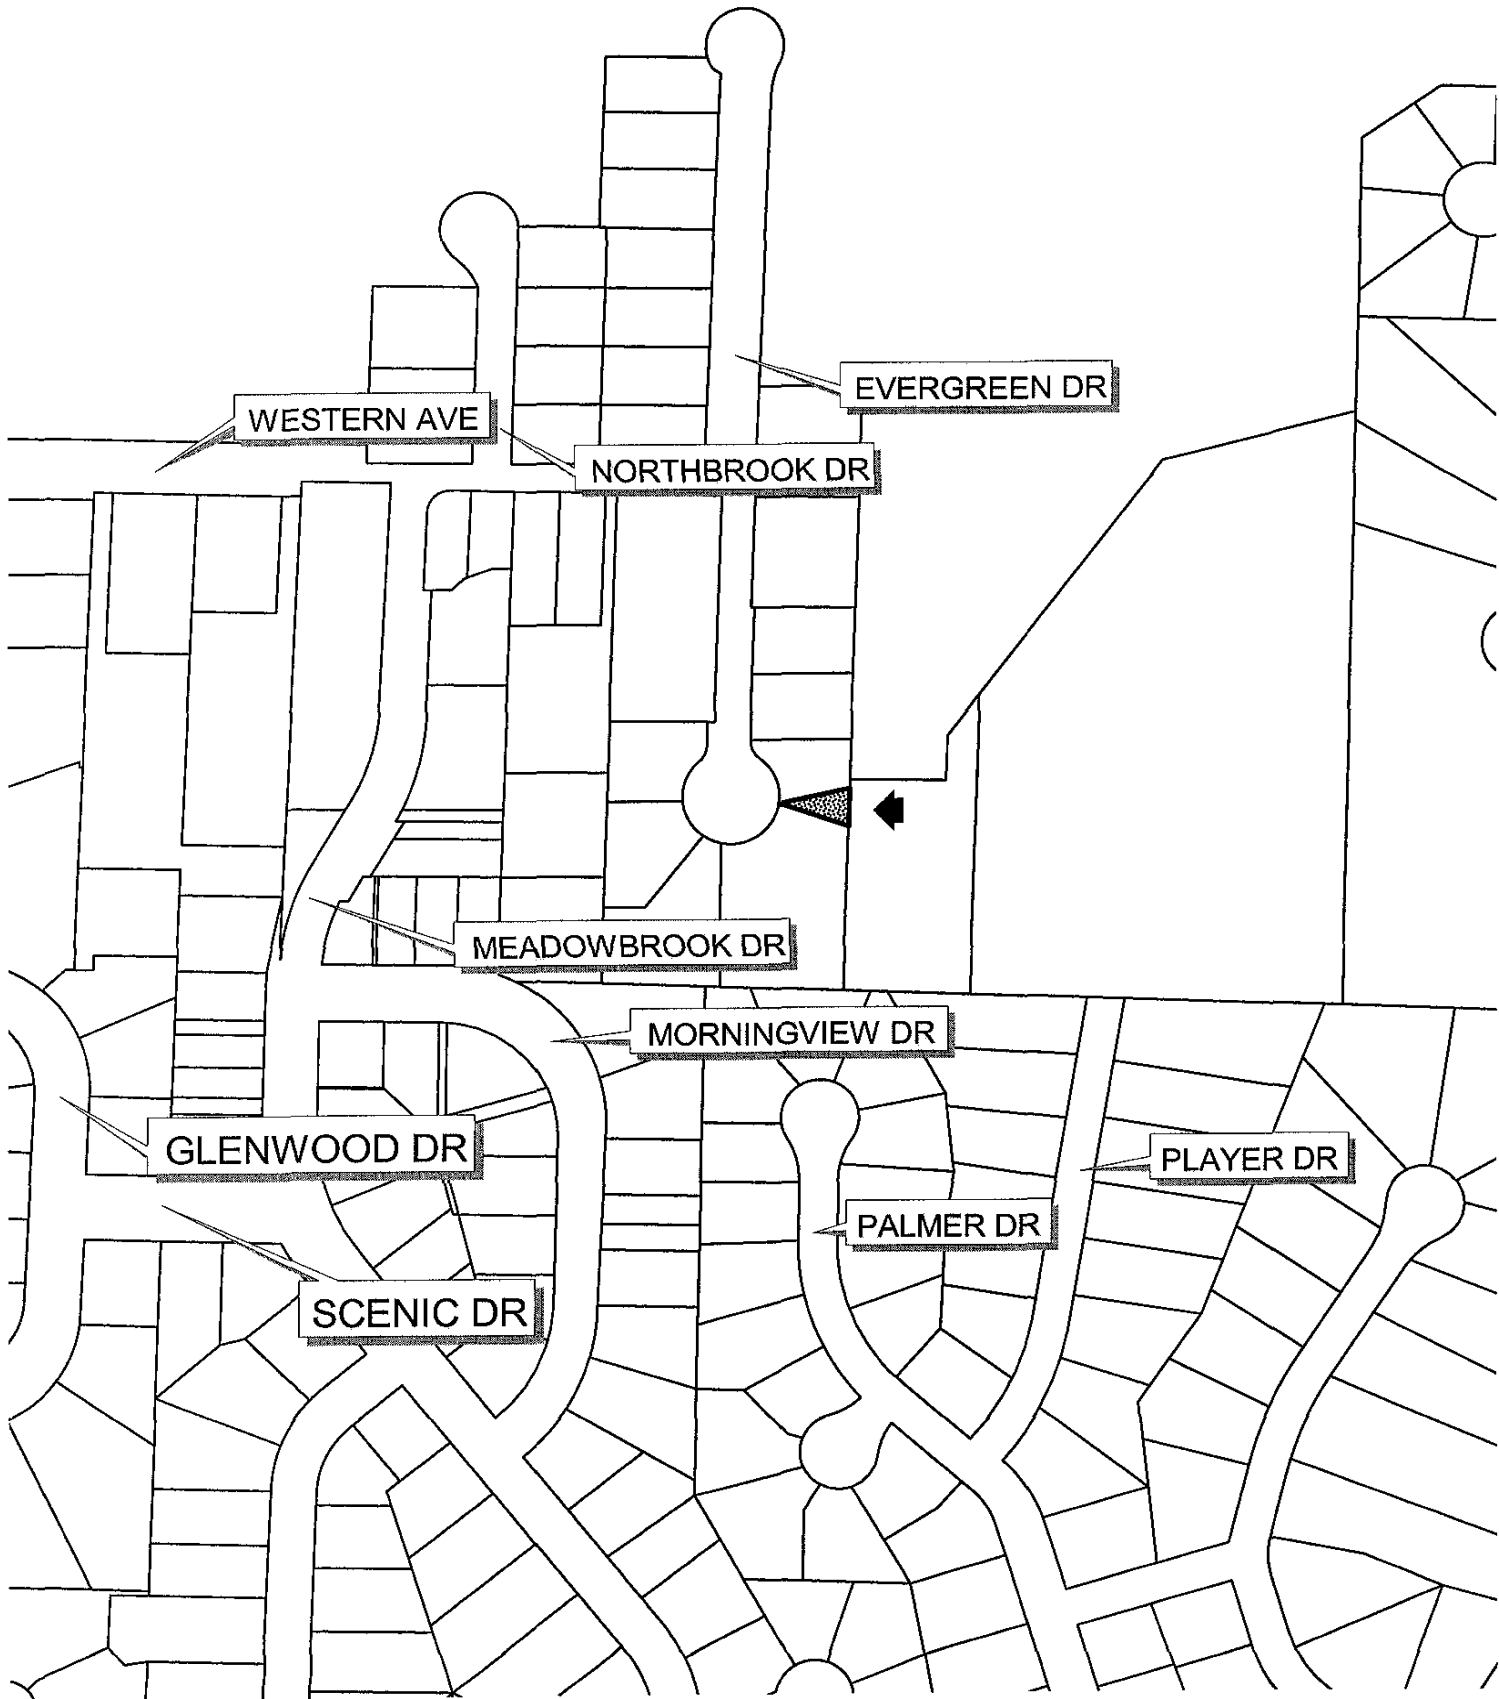 EVERGREEN DR
WESTERN AVE
NORTHBROOK DR
MEADOWBROOK DR
MORNINGVIEW DR
GLENWOOD DR
PLAYER DR
PALMER DR
SCENIC DR